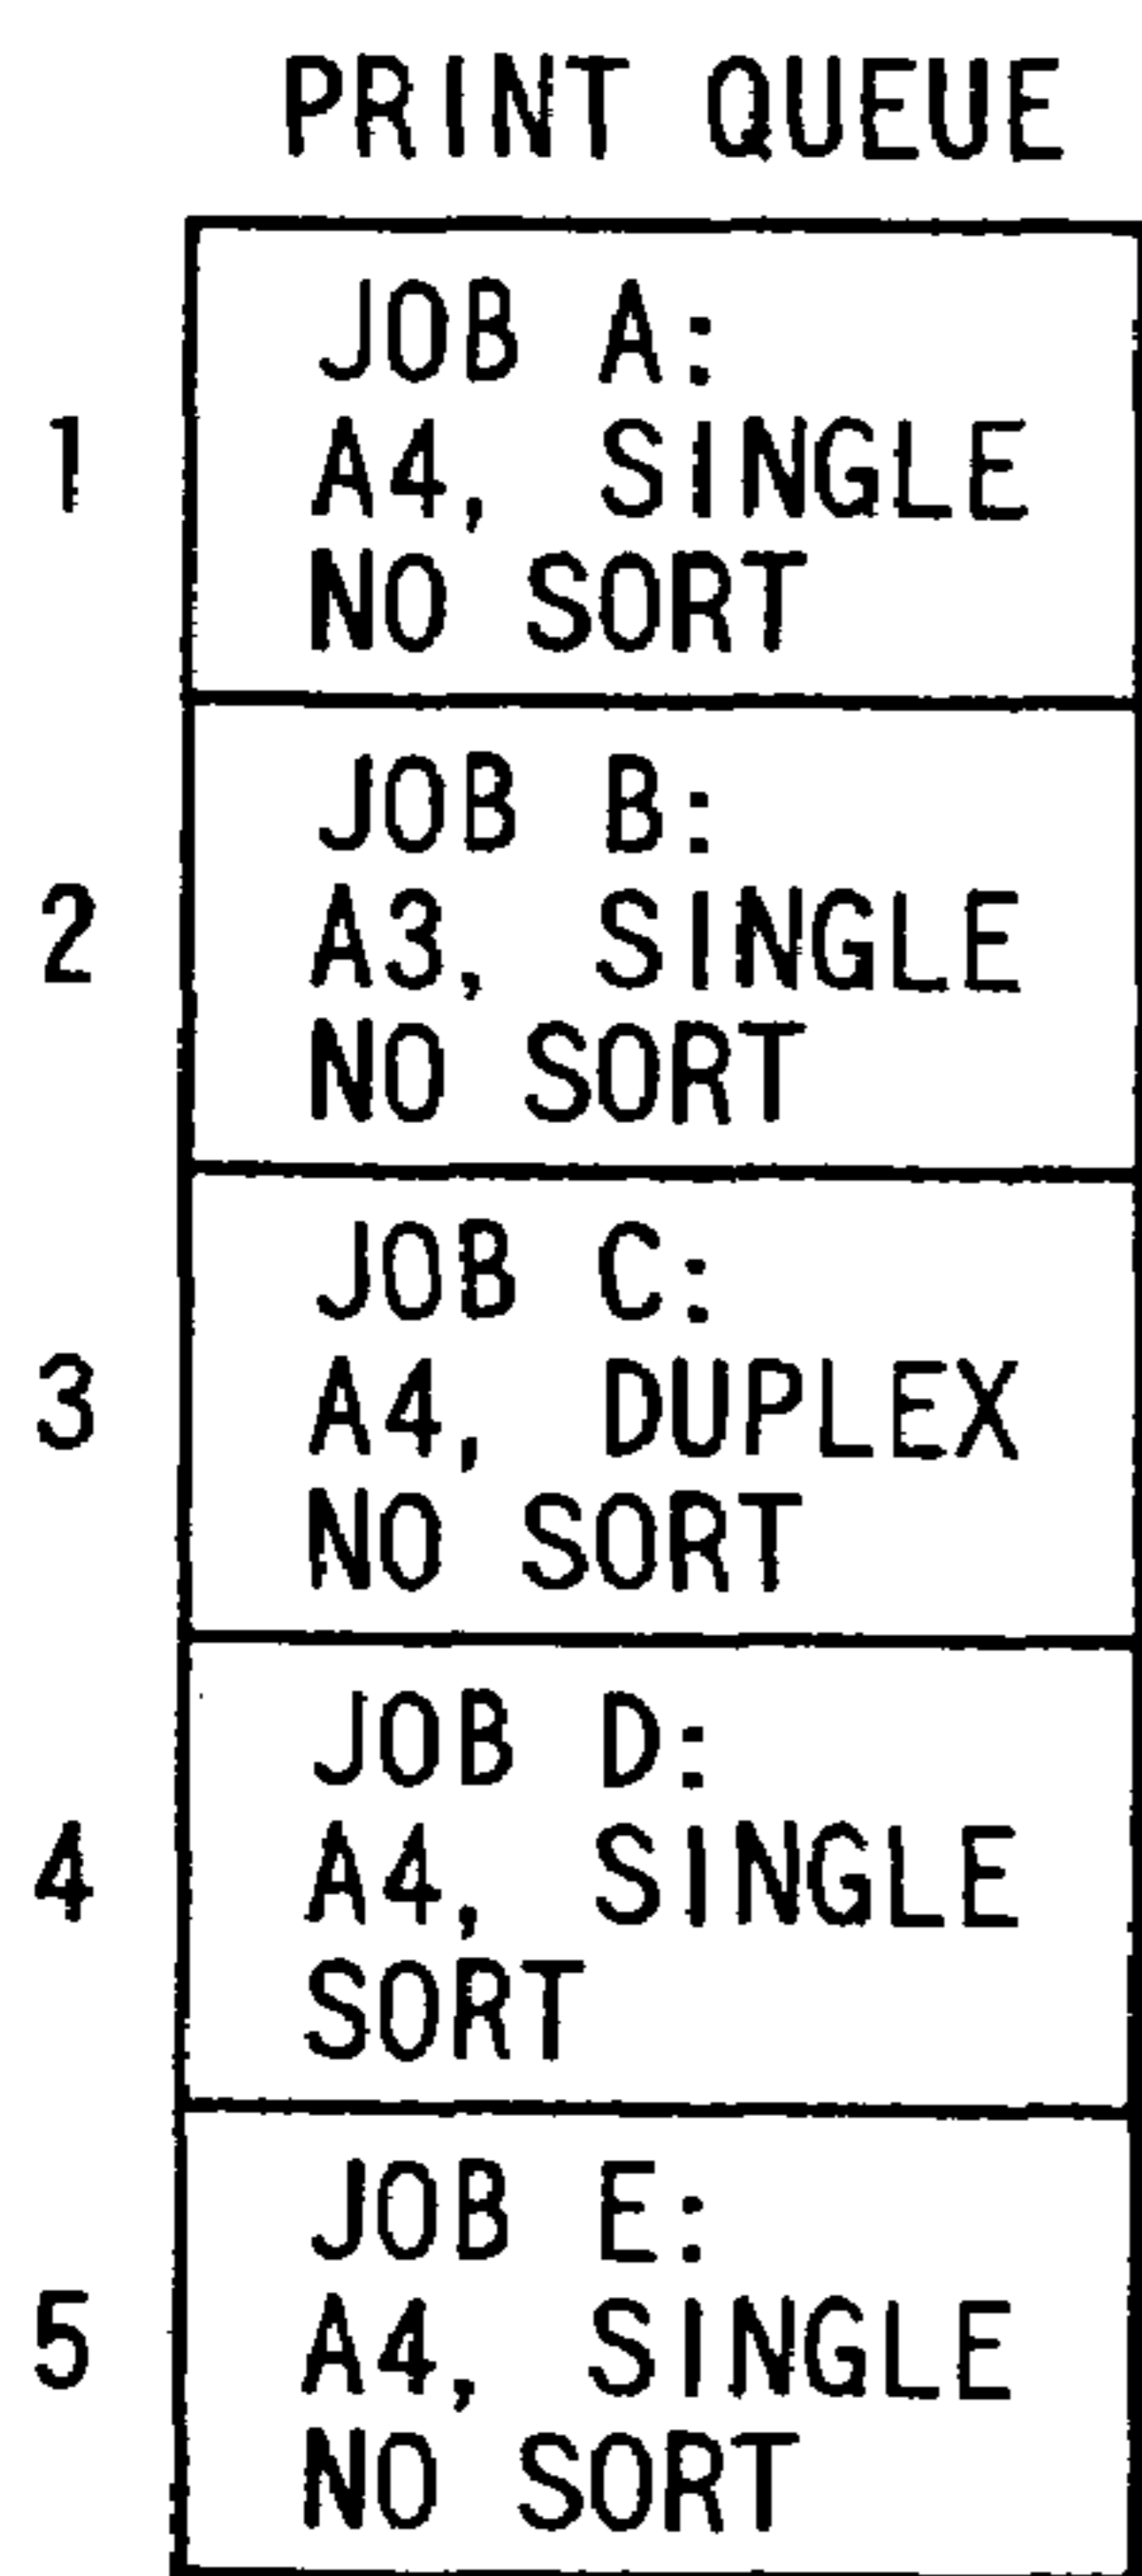 PRINT QUEUE
JOB A:
1 A4, SINGLE
NO SORT
JOB B:
2 A3, SINGLE
NO SORT
JOB C:
3 A4, DUPLEX
NO SORT
JOB D:
4 A4, SINGLE
SORT
JOB E:
5 A4, SINGLE
NO SORT